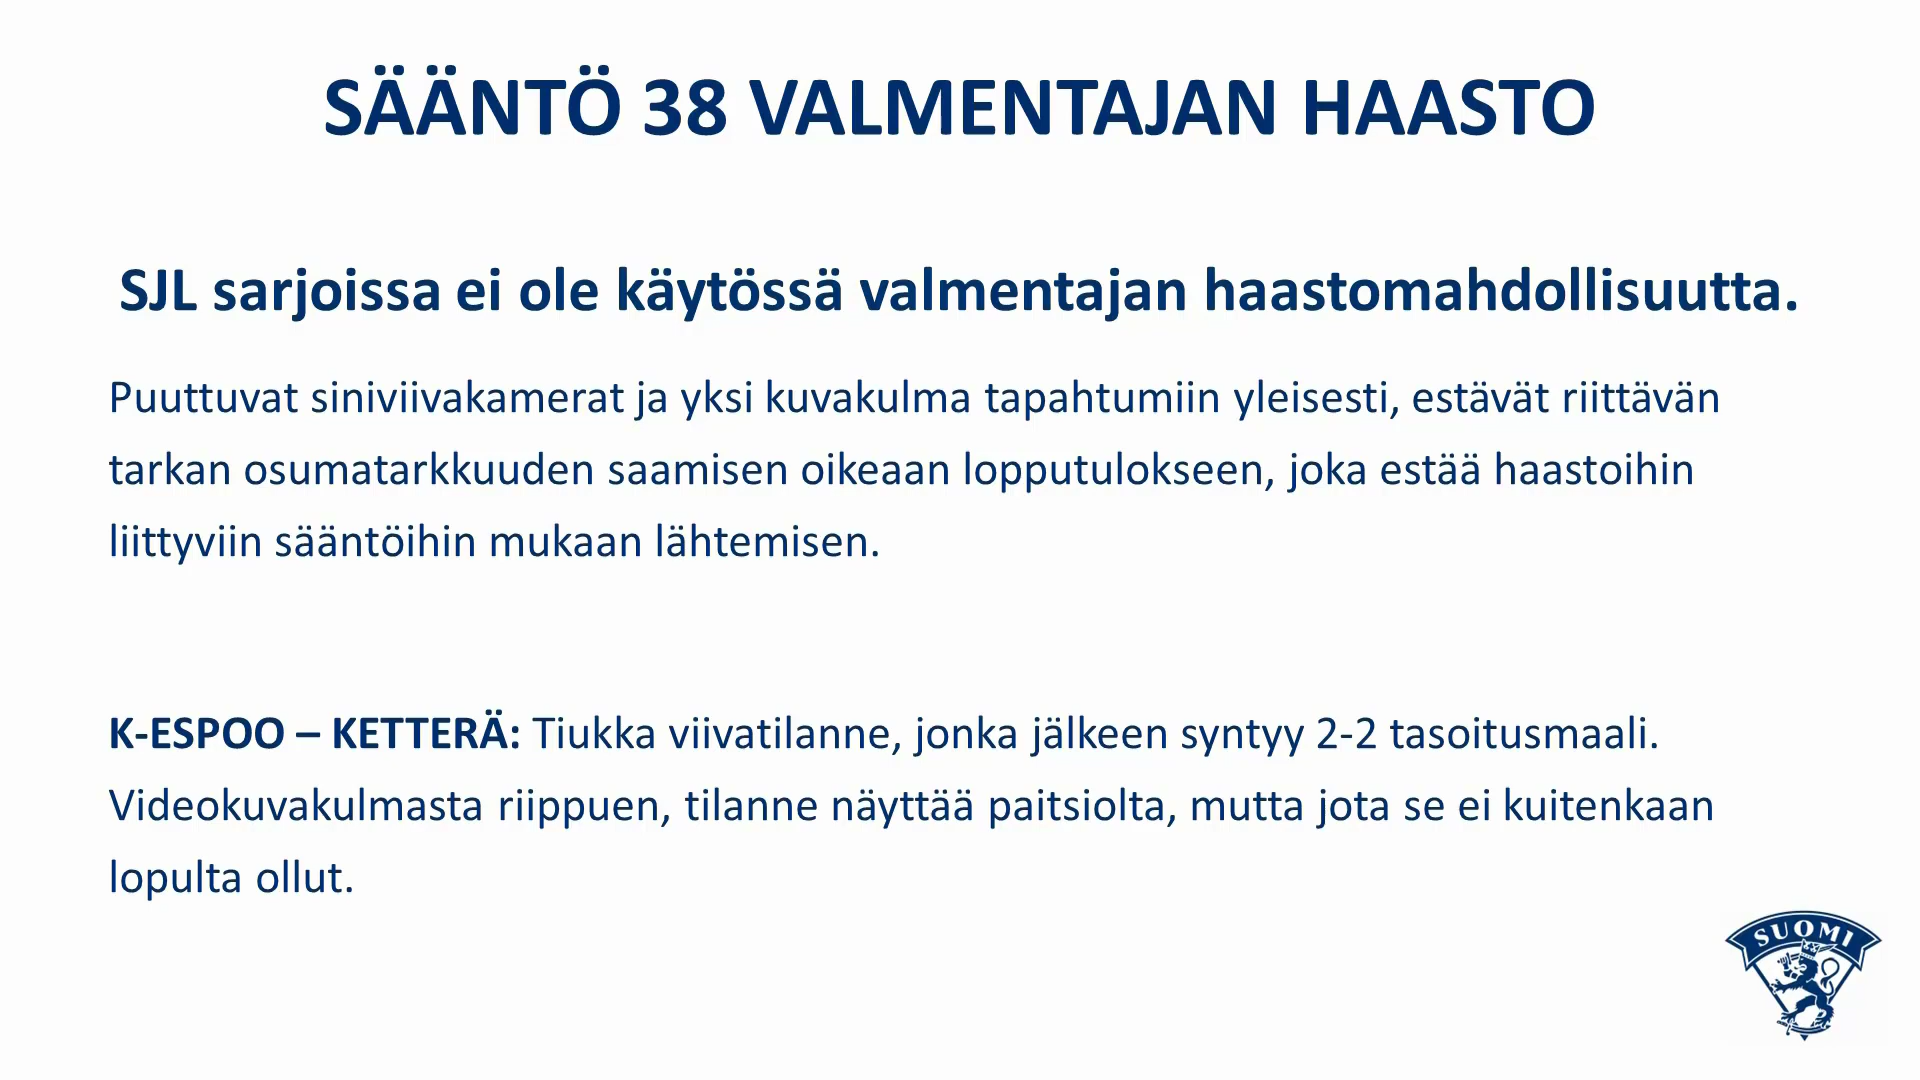 SÄÄNTÖ 38 VALMENTAJAN HAASTO
SJL sarjoissa ei ole käytössä valmentajan haastomahdollisuutta.
Puuttuvat siniviivakamerat ja yksi kuvakulma tapahtumiin yleisesti, estävät riittävän
tarkan osumatarkkuuden saamisen oikeaan lopputulokseen, joka estää haastoihin
liittyviin sääntöihin mukaan lähtemisen.
K-ESPOO – KETTERÄ: Tiukka viivatilanne, jonka jälkeen syntyy 2-2 tasoitusmaali.
Videokuvakulmasta riippuen, tilanne näyttää paitsiolta, mutta jota se ei kuitenkaan
lopulta ollut.
SUOMI